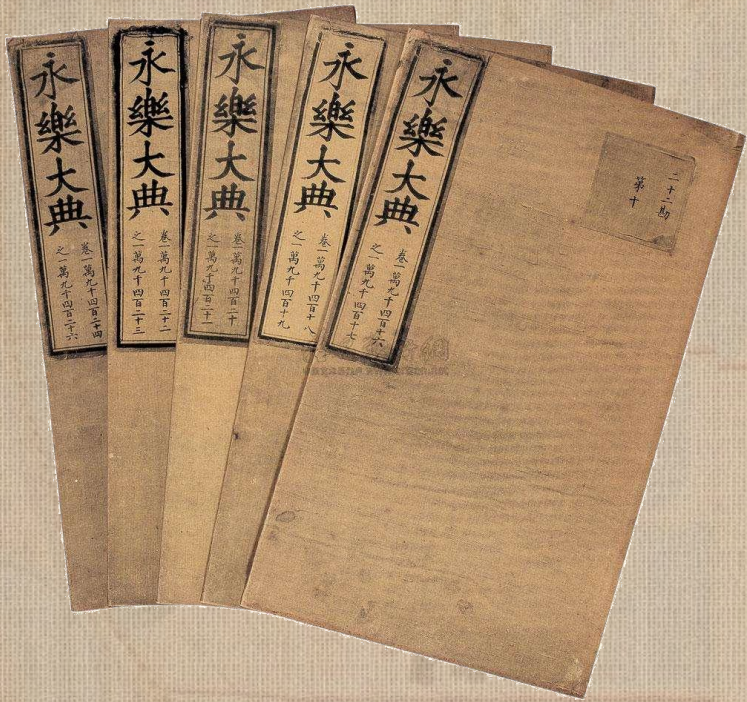 永樂大典
卷一萬九千四百十六
之一萬九千四百十七
二十二勘
第十
永樂大典
卷一萬九千四百十八
之一萬九千四百十九
永樂大典
卷一萬九千四百二十
之一萬九千四百二十一
永樂大典
卷一萬九千四百二十二
之一萬九千四百二十三
永樂大典
卷一萬九千四百二十四
之一萬九千四百二十六